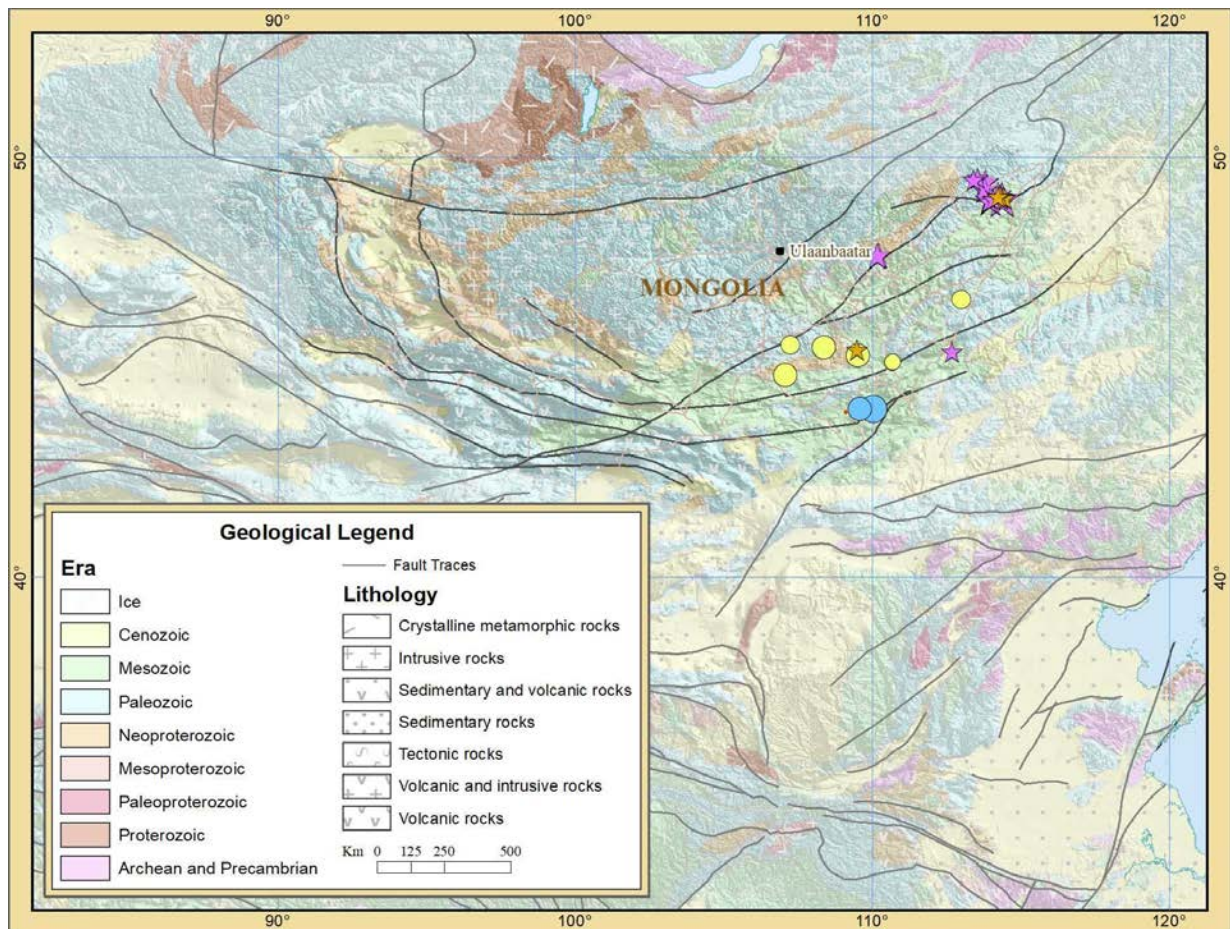 90°
100°
110°
120°
50°
50°
Ulaanbaatar
MONGOLIA
40°
40°
Geological Legend
Era
Ice
Cenozoic
Mesozoic
Paleozoic
Neoproterozoic
Mesoproterozoic
Paleoproterozoic
Proterozoic
Archean and Precambrian
Fault Traces
Lithology
Crystalline metamorphic rocks
Intrusive rocks
Sedimentary and volcanic rocks
Sedimentary rocks
Tectonic rocks
Volcanic and intrusive rocks
Volcanic rocks
Km 0 125 250 500
90°
100°
110°
120°